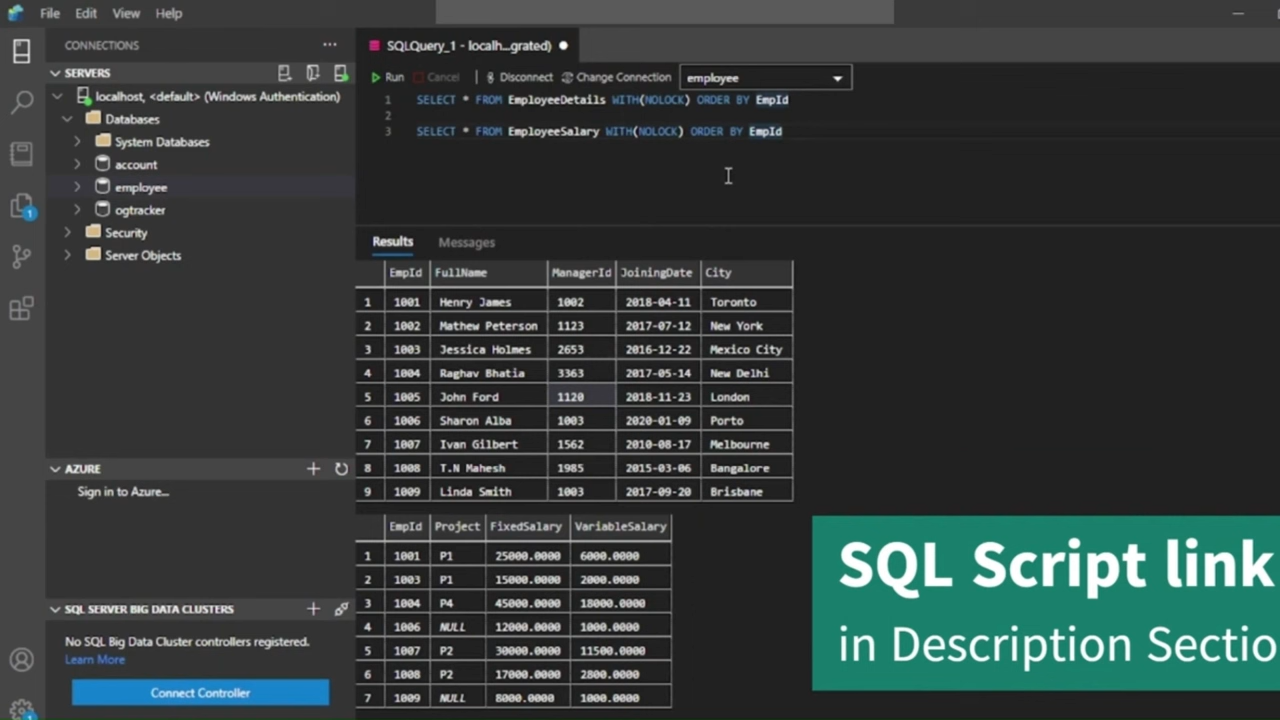 File Edit View Help
CONNECTIONS
SERVERS
localhost, <default> (Windows Authentication)
Databases
System Databases
account
employee
ogtracker
Security
Server Objects
AZURE
Sign in to Azure...
SQL SERVER BIG DATA CLUSTERS
No SQL Big Data Cluster controllers registered.
Learn More
Connect Controller
1
1
SQLQuery_1 - localh...grated)
Run Cancel Disconnect Change Connection employee
1 SELECT * FROM EmployeeDetails WITH(NOLOCK) ORDER BY EmpId
2
3 SELECT * FROM EmployeeSalary WITH(NOLOCK) ORDER BY EmpId
Results Messages
EmpId FullName ManagerId JoiningDate City
1 1001 Henry James 1002 2018-04-11 Toronto
2 1002 Mathew Peterson 1123 2017-07-12 New York
3 1003 Jessica Holmes 2653 2016-12-22 Mexico City
4 1004 Raghav Bhatia 3363 2017-05-14 New Delhi
5 1005 John Ford 1120 2018-11-23 London
6 1006 Sharon Alba 1003 2020-01-09 Porto
7 1007 Ivan Gilbert 1562 2010-08-17 Melbourne
8 1008 T.N Mahesh 1985 2015-03-06 Bangalore
9 1009 Linda Smith 1003 2017-09-20 Brisbane
EmpId Project FixedSalary VariableSalary
1 1001 P1 25000.0000 6000.0000
2 1003 P1 15000.0000 2000.0000
3 1004 P4 45000.0000 18000.0000
4 1006 NULL 12000.0000 1000.0000
5 1007 P2 30000.0000 11500.0000
6 1008 P2 17000.0000 2800.0000
7 1009 NULL 8000.0000 1000.0000
SQL Script link
in Description Sectio